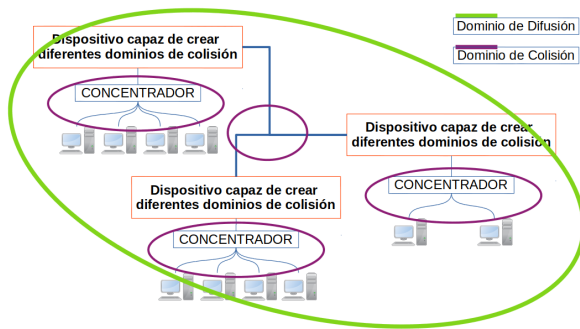 Dominio de Difusión
Dispositivo capaz de crear
diferentes dominios de colisión
Dominio de Colisión
CONCENTRADOR
Dispositivo capaz de crear
diferentes dominios de colisión
Dispositivo capaz de crear
diferentes dominios de colisión
CONCENTRADOR
CONCENTRADOR